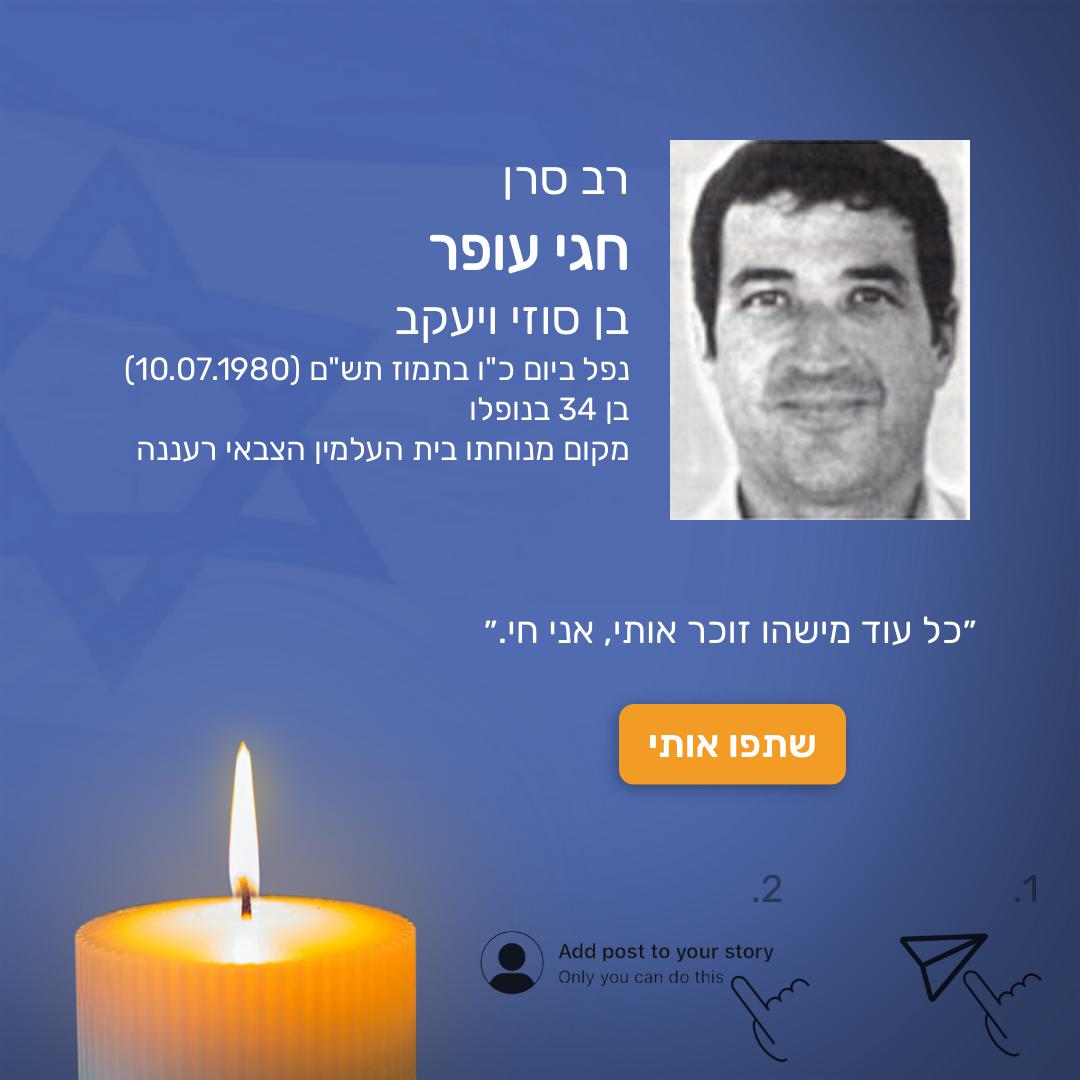 רב סרן
חגי עופר
בן סוזי ויעקב
נפל ביום כ"ו בתמוז תש"ם (10.07.1980)
בן 34 בנופלו
מקום מנוחתו בית העלמין הצבאי רעננה
״כל עוד מישהו זוכר אותי, אני חי.״
שתפו אותי
.1
.2
Add post to your story
Only you can do this